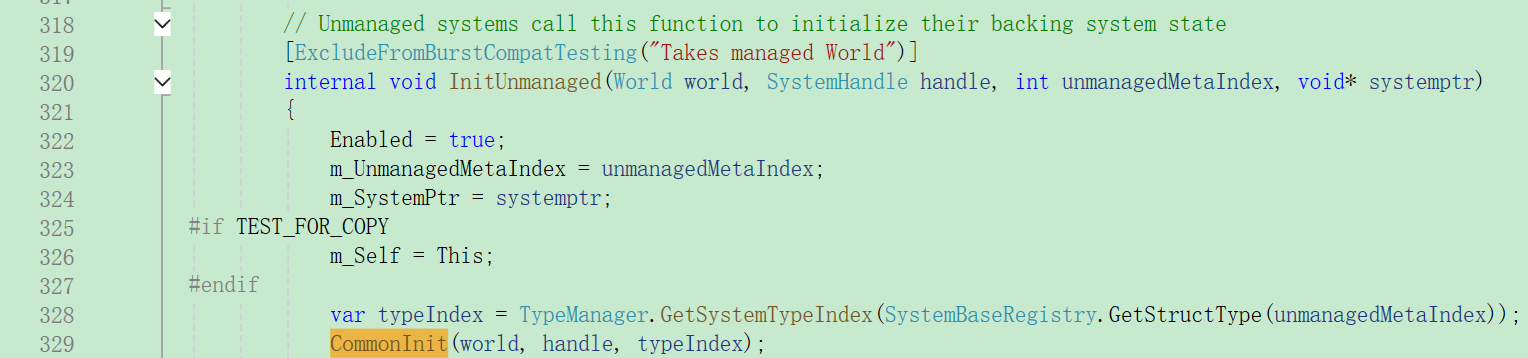 318 // Unmanaged systems call this function to initialize their backing system state
319 [ExcludeFromBurstCompatTesting("Takes managed World")]
320 internal void InitUnmanaged(World world, SystemHandle handle, int unmanagedMetaIndex, void* systemptr)
321 {
322 Enabled = true;
323 m_UnmanagedMetaIndex = unmanagedMetaIndex;
324 m_SystemPtr = systemptr;
325 #if TEST_FOR_COPY
326 m_Self = This;
327 #endif
328 var typeIndex = TypeManager.GetSystemTypeIndex(SystemBaseRegistry.GetStructType(unmanagedMetaIndex));
329 CommonInit(world, handle, typeIndex);